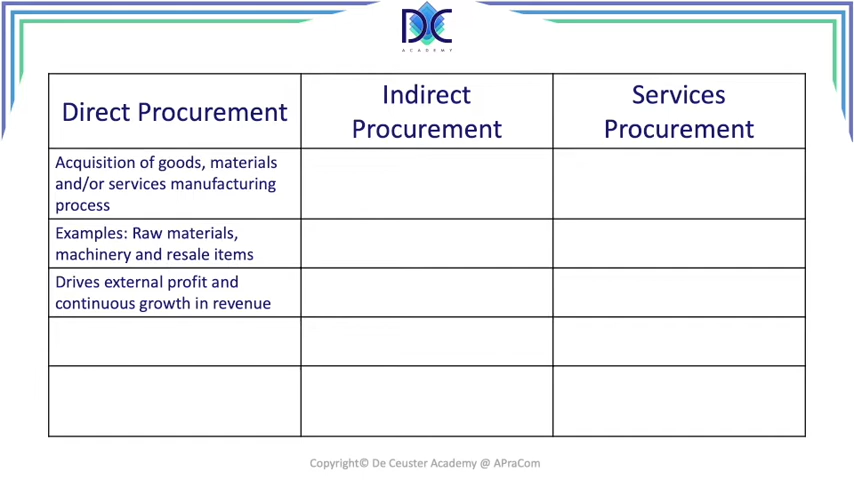 DC
ACADEMY
Direct Procurement
Indirect
Procurement
Services
Procurement
Acquisition of goods, materials
and/or services manufacturing
process
Examples: Raw materials,
machinery and resale items
Drives external profit and
continuous growth in revenue
Copyright© De Ceuster Academy @ APraCom